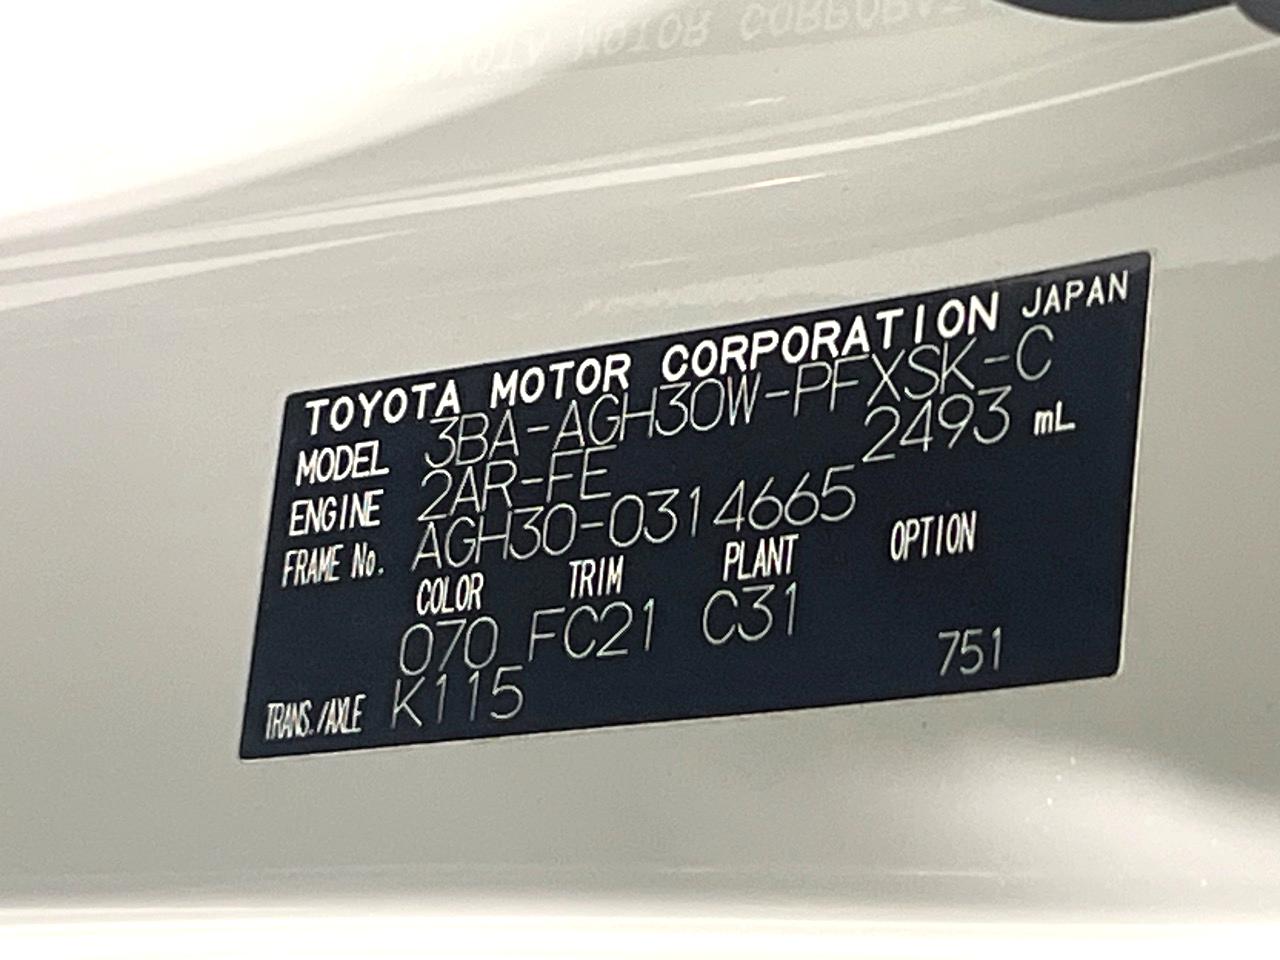 TOYOTA MOTOR CORPORATION JAPAN
MODEL 3BA-AGH30W-PFXSK-C
ENGINE 2AR-FE 2493 mL
FRAME No. AGH30-0314665
COLOR TRIM PLANT OPTION
070 FC21 C31
TRANS./AXLE K115 751